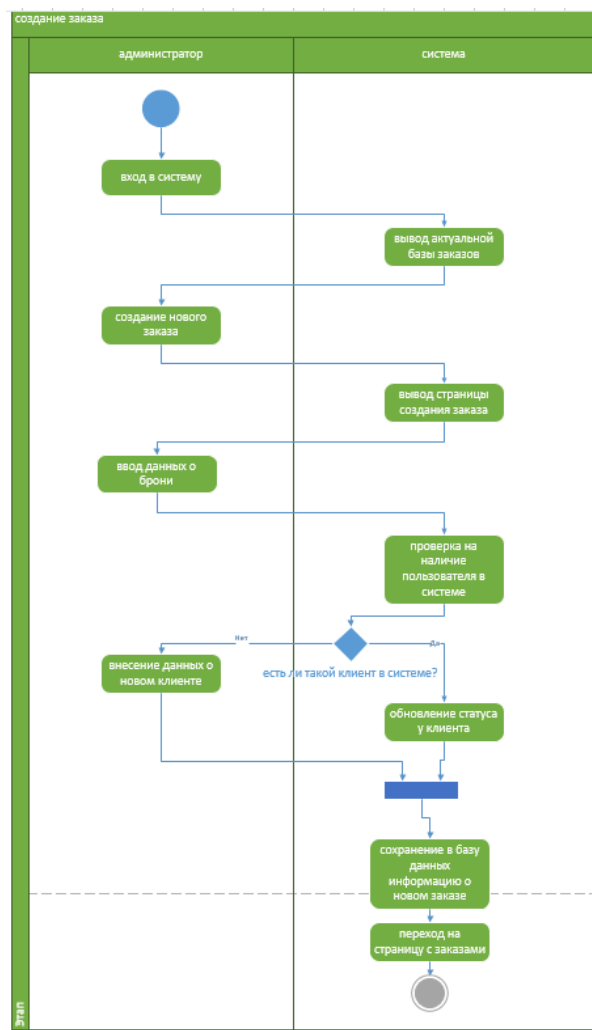 создание заказа
администратор
система
вход в систему
вывод актуальной
базы заказов
создание нового
заказа
вывод страницы
создания заказа
ввод данных о
брони
проверка на
наличие
пользователя в
системе
Нет
Да
внесение данных о
новом клиенте
есть ли такой клиент в системе?
обновление статуса
у клиента
сохранение в базу
данных
информацию о
новом заказе
переход на
страницу с заказами
Этап